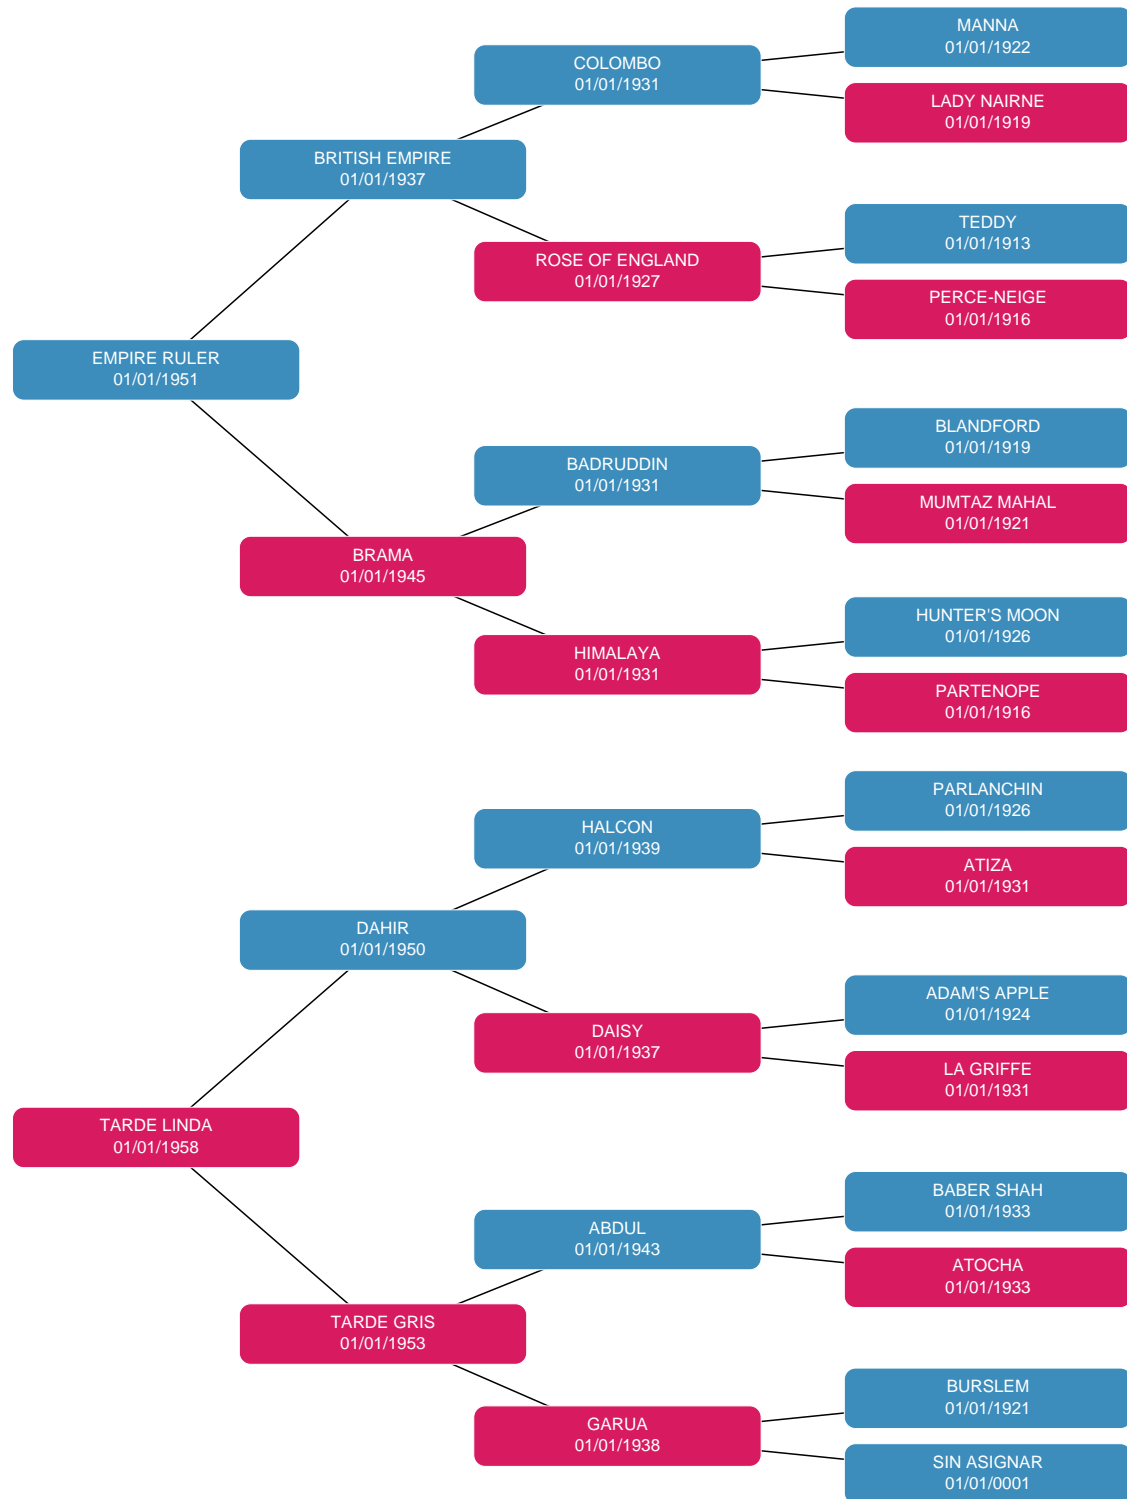 MANNA
01/01/1922
COLOMBO
01/01/1931
LADY NAIRNE
01/01/1919
BRITISH EMPIRE
01/01/1937
TEDDY
01/01/1913
ROSE OF ENGLAND
01/01/1927
PERCE-NEIGE
01/01/1916
EMPIRE RULER
01/01/1951
BLANDFORD
01/01/1919
BADRUDDIN
01/01/1931
MUMTAZ MAHAL
01/01/1921
BRAMA
01/01/1945
HUNTER'S MOON
01/01/1926
HIMALAYA
01/01/1931
PARTENOPE
01/01/1916
PARLANCHIN
01/01/1926
HALCON
01/01/1939
ATIZA
01/01/1931
DAHIR
01/01/1950
ADAM'S APPLE
01/01/1924
DAISY
01/01/1937
LA GRIFFE
01/01/1931
TARDE LINDA
01/01/1958
BABER SHAH
01/01/1933
ABDUL
01/01/1943
ATOCHA
01/01/1933
TARDE GRIS
01/01/1953
BURSLEM
01/01/1921
GARUA
01/01/1938
SIN ASIGNAR
01/01/0001